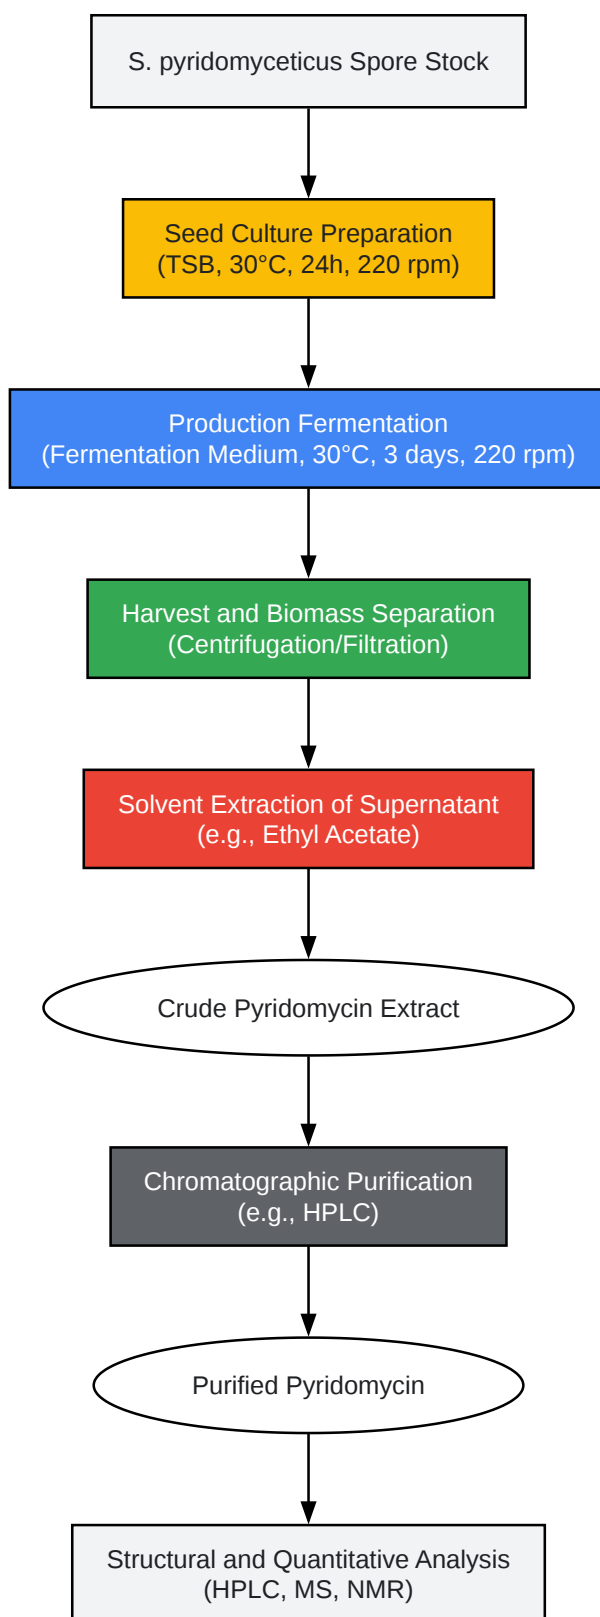 S. pyridomyceticus Spore Stock
Seed Culture Preparation
(TSB, 30°C, 24h, 220 rpm)
Production Fermentation
(Fermentation Medium, 30°C, 3 days, 220 rpm)
Harvest and Biomass Separation
(Centrifugation/Filtration)
Solvent Extraction of Supernatant
(e.g., Ethyl Acetate)
Crude Pyridomycin Extract
Chromatographic Purification
(e.g., HPLC)
Purified Pyridomycin
Structural and Quantitative Analysis
(HPLC, MS, NMR)